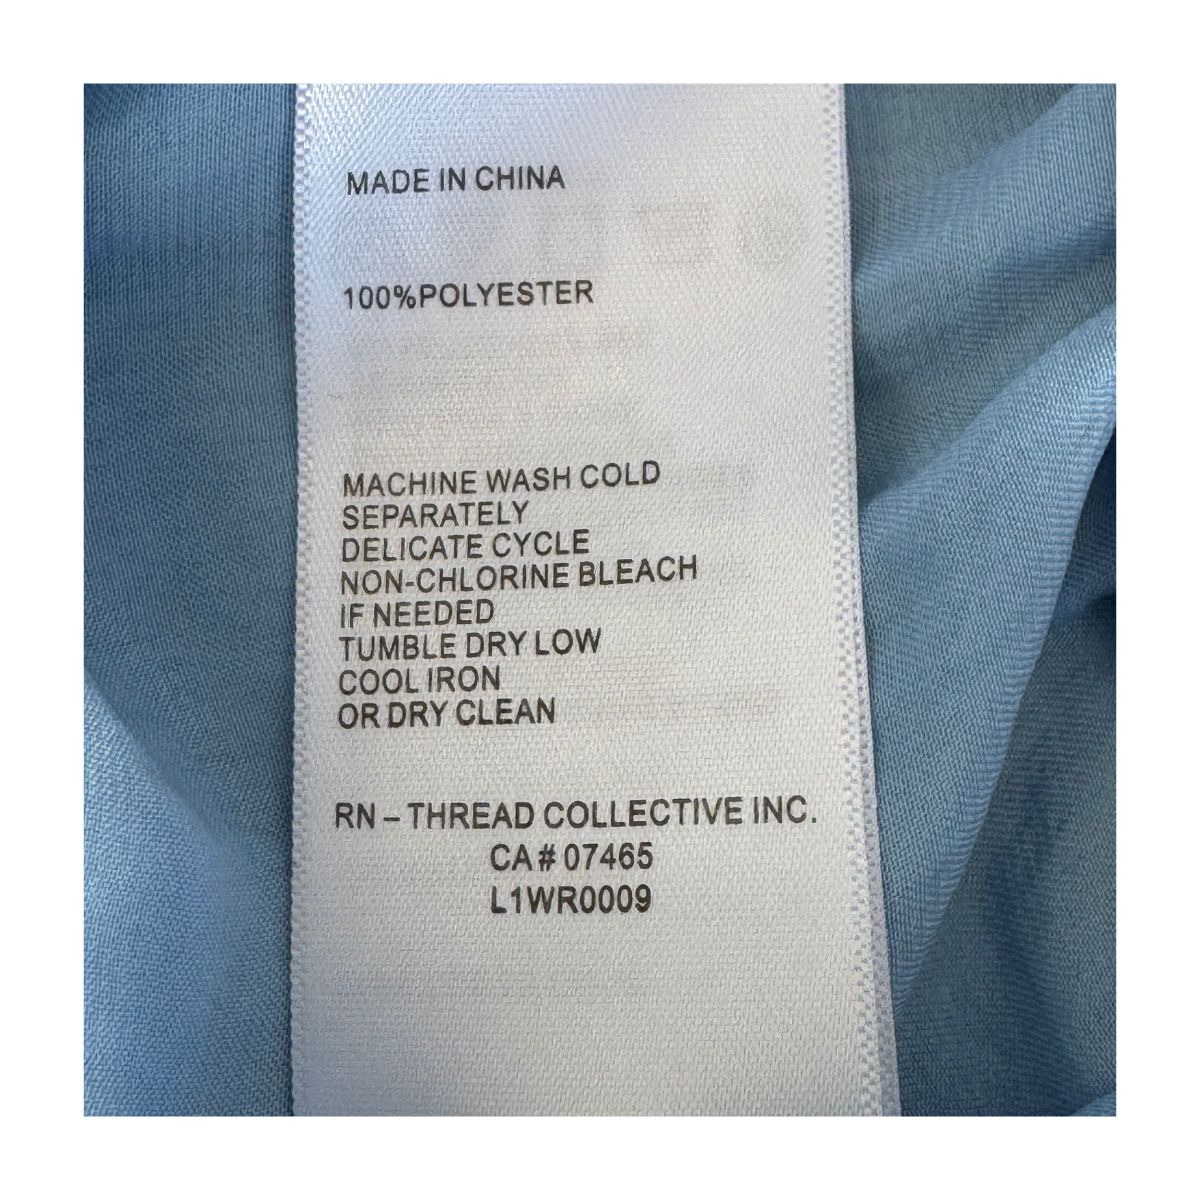 MADE IN CHINA
100%POLYESTER
MACHINE WASH COLD
SEPARATELY
DELICATE CYCLE
NON-CHLORINE BLEACH
IF NEEDED
TUMBLE DRY LOW
COOL IRON
OR DRY CLEAN
RN – THREAD COLLECTIVE INC.
CA # 07465
L1WR0009